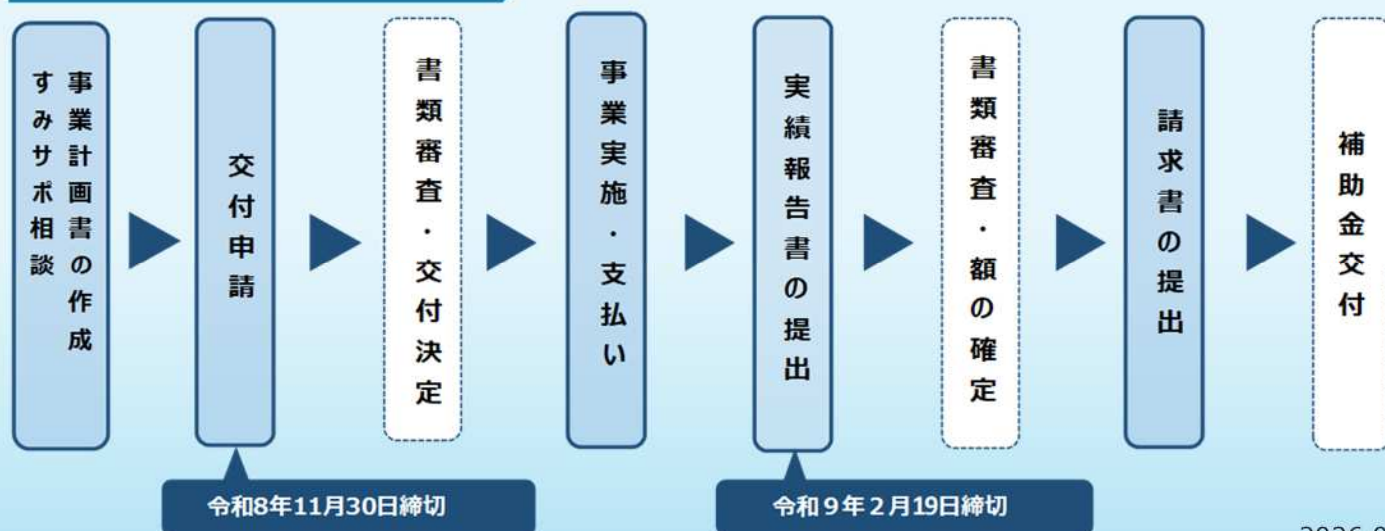 事業計画書の作成
すみサポ相談
交付申請
書類審査・交付決定
事業実施・支払い
実績報告書の提出
書類審査・額の確定
請求書の提出
補助金交付
令和8年11月30日締切
令和9年2月19日締切